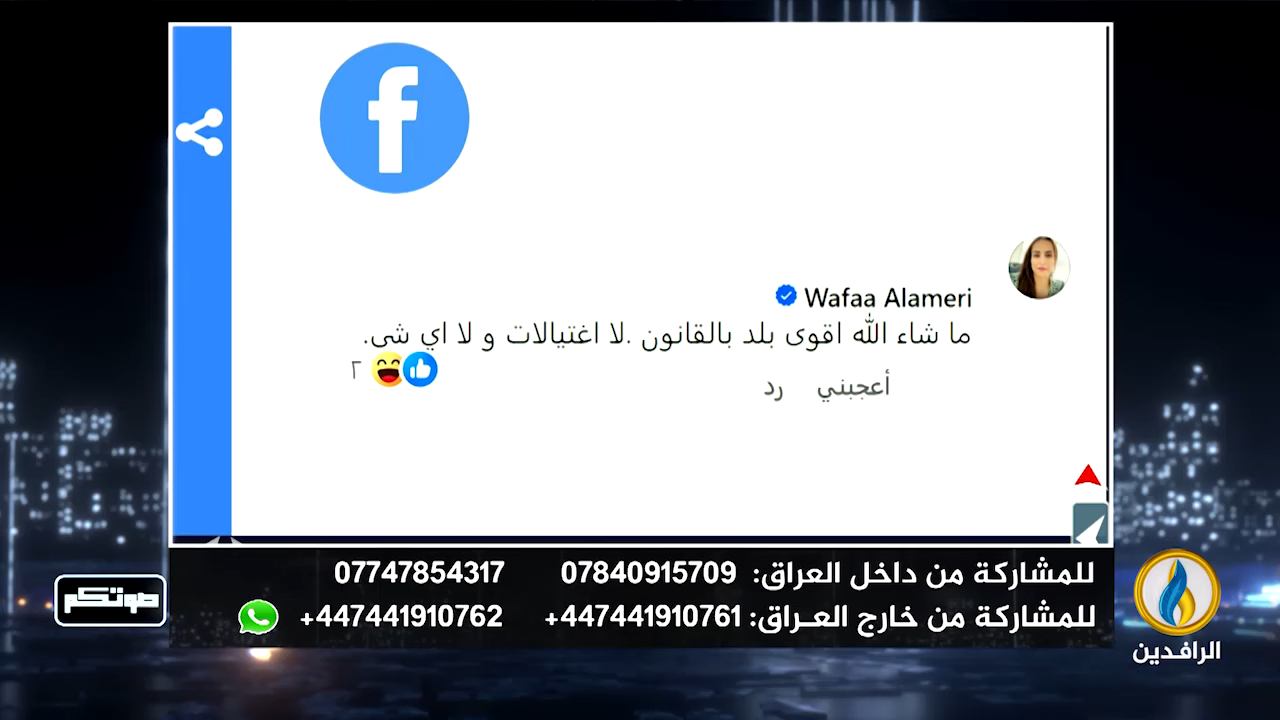 Wafaa Alameri
ما شاء الله اقوى بلد بالقانون .لا اغتيالات و لا اي شى.
٢
أعجبني رد
للمشاركة من داخل العراق: 07840915709 07747854317
للمشاركة من خارج العـراق: 447441910761+ 447441910762+
صوتكم
الرافدين